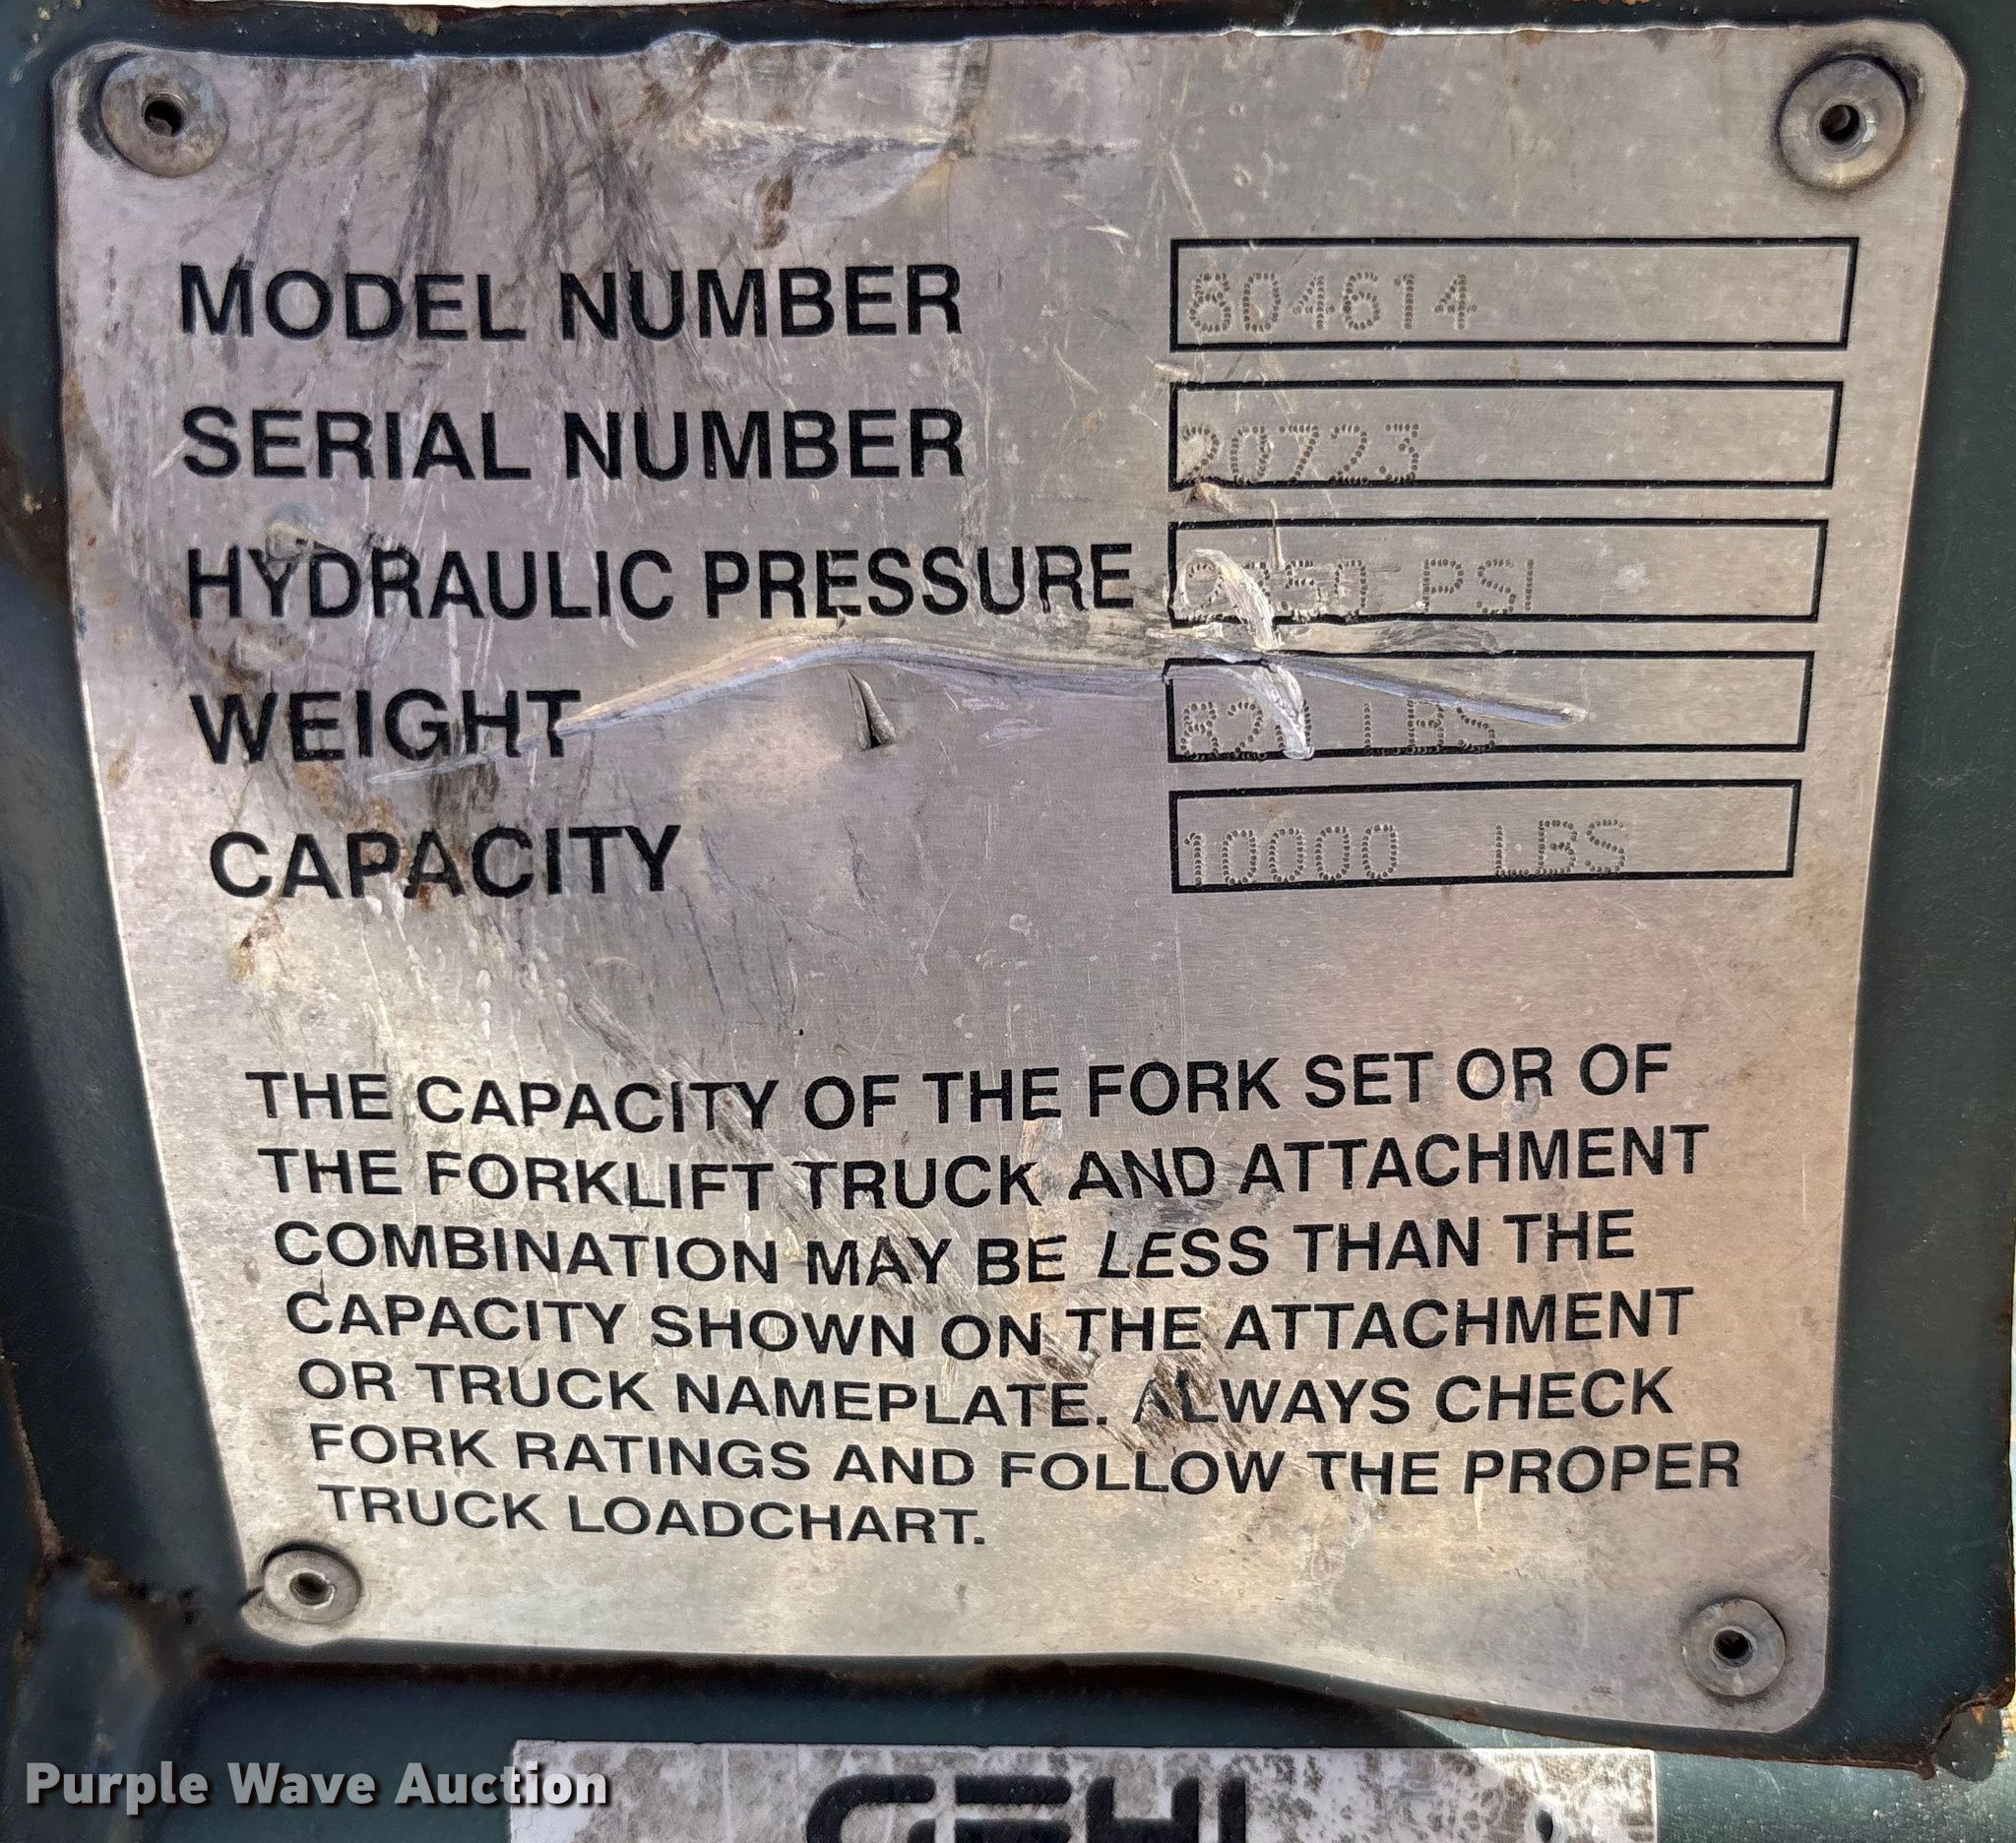 MODEL NUMBER 804614
SERIAL NUMBER 20723
HYDRAULIC PRESSURE PSI
WEIGHT LBS
CAPACITY 10000 LBS
THE CAPACITY OF THE FORK SET OR OF
THE FORKLIFT TRUCK AND ATTACHMENT
COMBINATION MAY BE LESS THAN THE
CAPACITY SHOWN ON THE ATTACHMENT
OR TRUCK NAMEPLATE. ALWAYS CHECK
FORK RATINGS AND FOLLOW THE PROPER
TRUCK LOADCHART.
Purple Wave Auction
GEHL